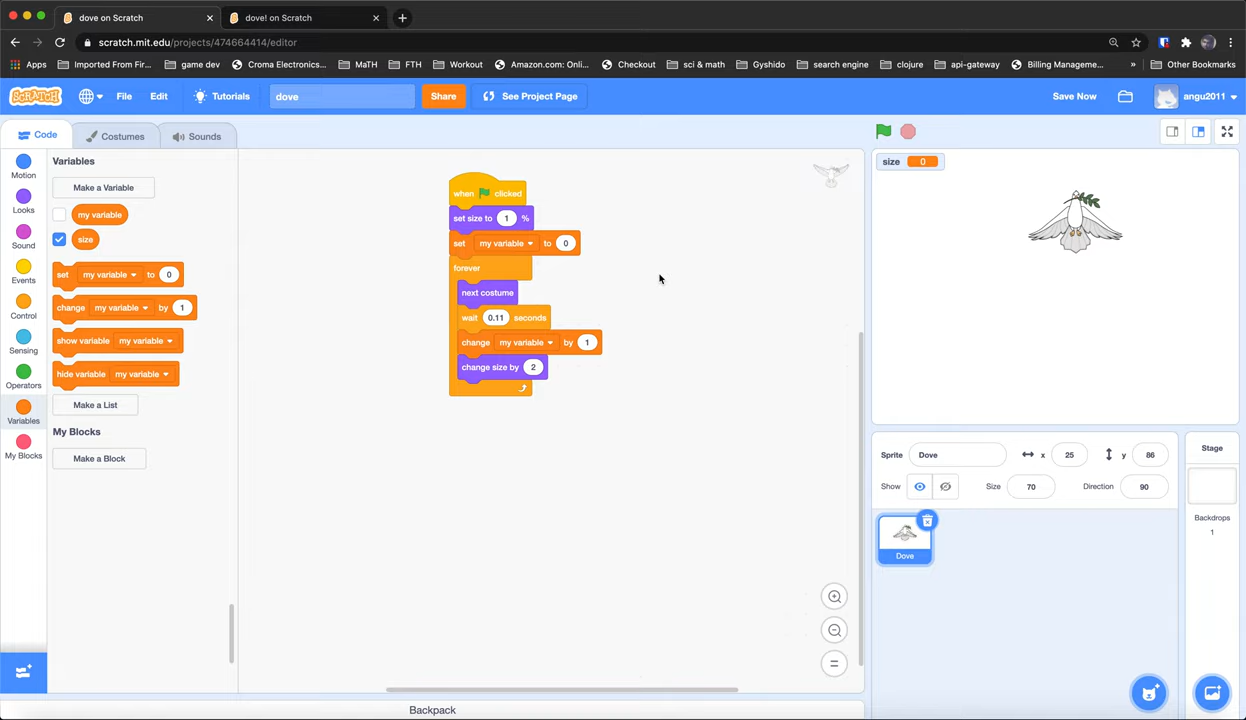 dove on Scratch
dove! on Scratch
scratch.mit.edu/projects/474664414/editor
Apps
Imported From Fir...
game dev
Croma Electronics...
MaTH
FTH
Workout
Amazon.com: Onli...
Checkout
sci & math
Gyshido
search engine
clojure
api-gateway
Billing Manageme...
»
Other Bookmarks
SCRATCH
File
Edit
Tutorials
dove
Share
See Project Page
Save Now
angu2011
Code
Costumes
Sounds
Motion
Looks
Sound
Events
Control
Sensing
Operators
Variables
My Blocks
Variables
Make a Variable
my variable
size
set my variable to 0
change my variable by 1
show variable my variable
hide variable my variable
Make a List
My Blocks
Make a Block
when clicked
set size to 1 %
set my variable to 0
forever
next costume
wait 0.11 seconds
change my variable by 1
change size by 2
size 0
Sprite Dove x 25 y 86
Show Size 70 Direction 90
Dove
Stage
Backdrops
1
Backpack